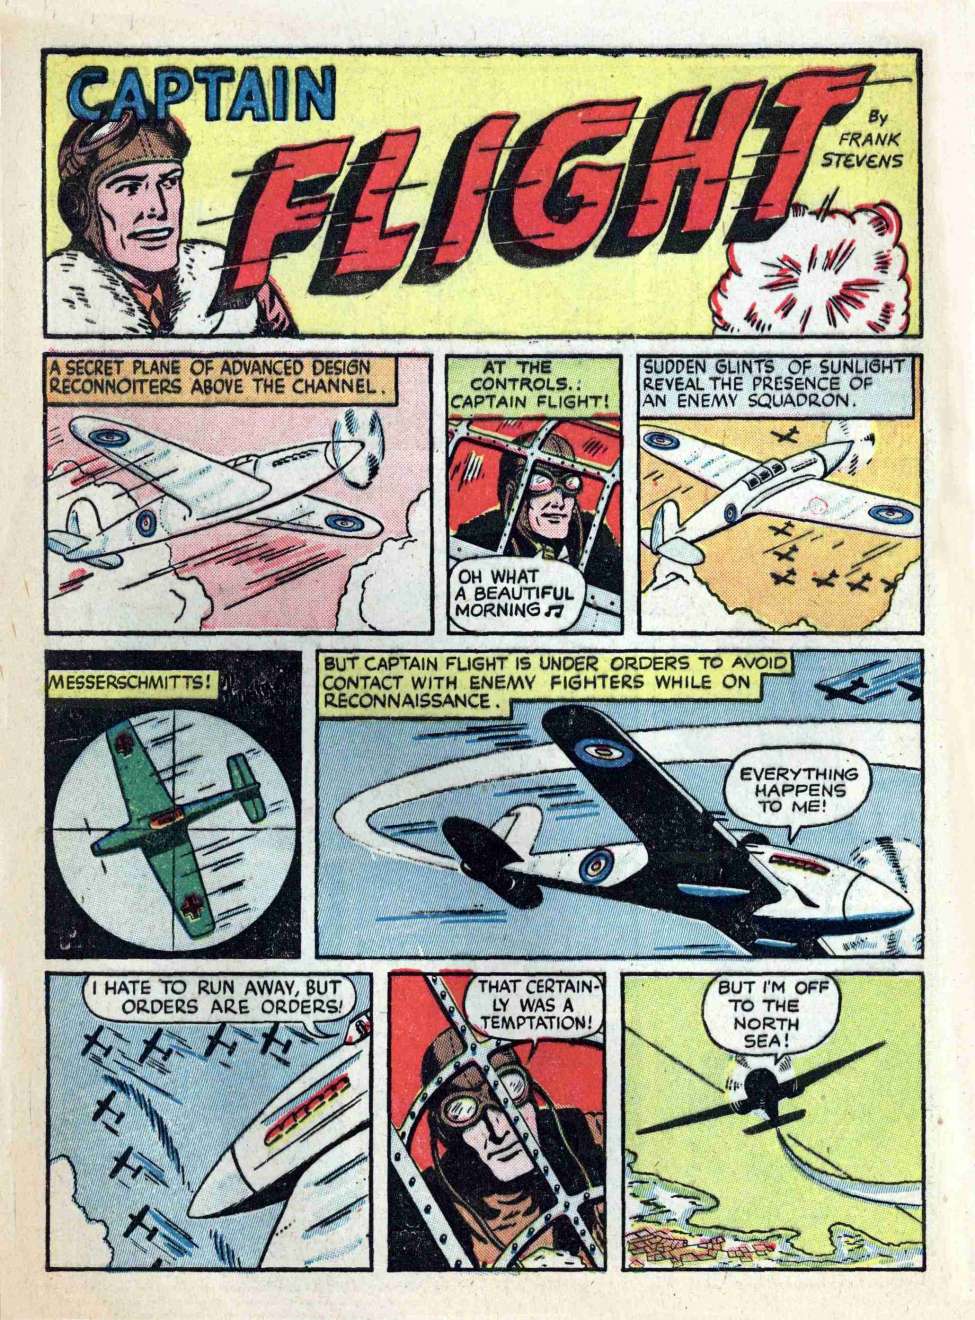 CAPTAIN
FLIGHT
By
FRANK
STEVENS
A SECRET PLANE OF ADVANCED DESIGN
RECONNOITERS ABOVE THE CHANNEL.
AT THE
CONTROLS..:
CAPTAIN FLIGHT!
OH WHAT
A BEAUTIFUL
MORNING ♫
SUDDEN GLINTS OF SUNLIGHT
REVEAL THE PRESENCE OF
AN ENEMY SQUADRON.
MESSERSCHMITTS!
BUT CAPTAIN FLIGHT IS UNDER ORDERS TO AVOID
CONTACT WITH ENEMY FIGHTERS WHILE ON
RECONNAISSANCE.
EVERYTHING
HAPPENS
TO ME!
I HATE TO RUN AWAY, BUT
ORDERS ARE ORDERS!
THAT CERTAIN-
LY WAS A
TEMPTATION!
BUT I'M OFF
TO THE
NORTH
SEA!